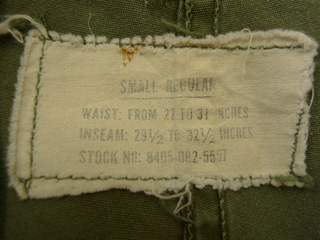 SMALL REGULAR
WAIST: FROM 27 TO 31 INCHES
INSEAM: 29½ TO 32½ INCHES
STOCK NO: 8405-082-5557